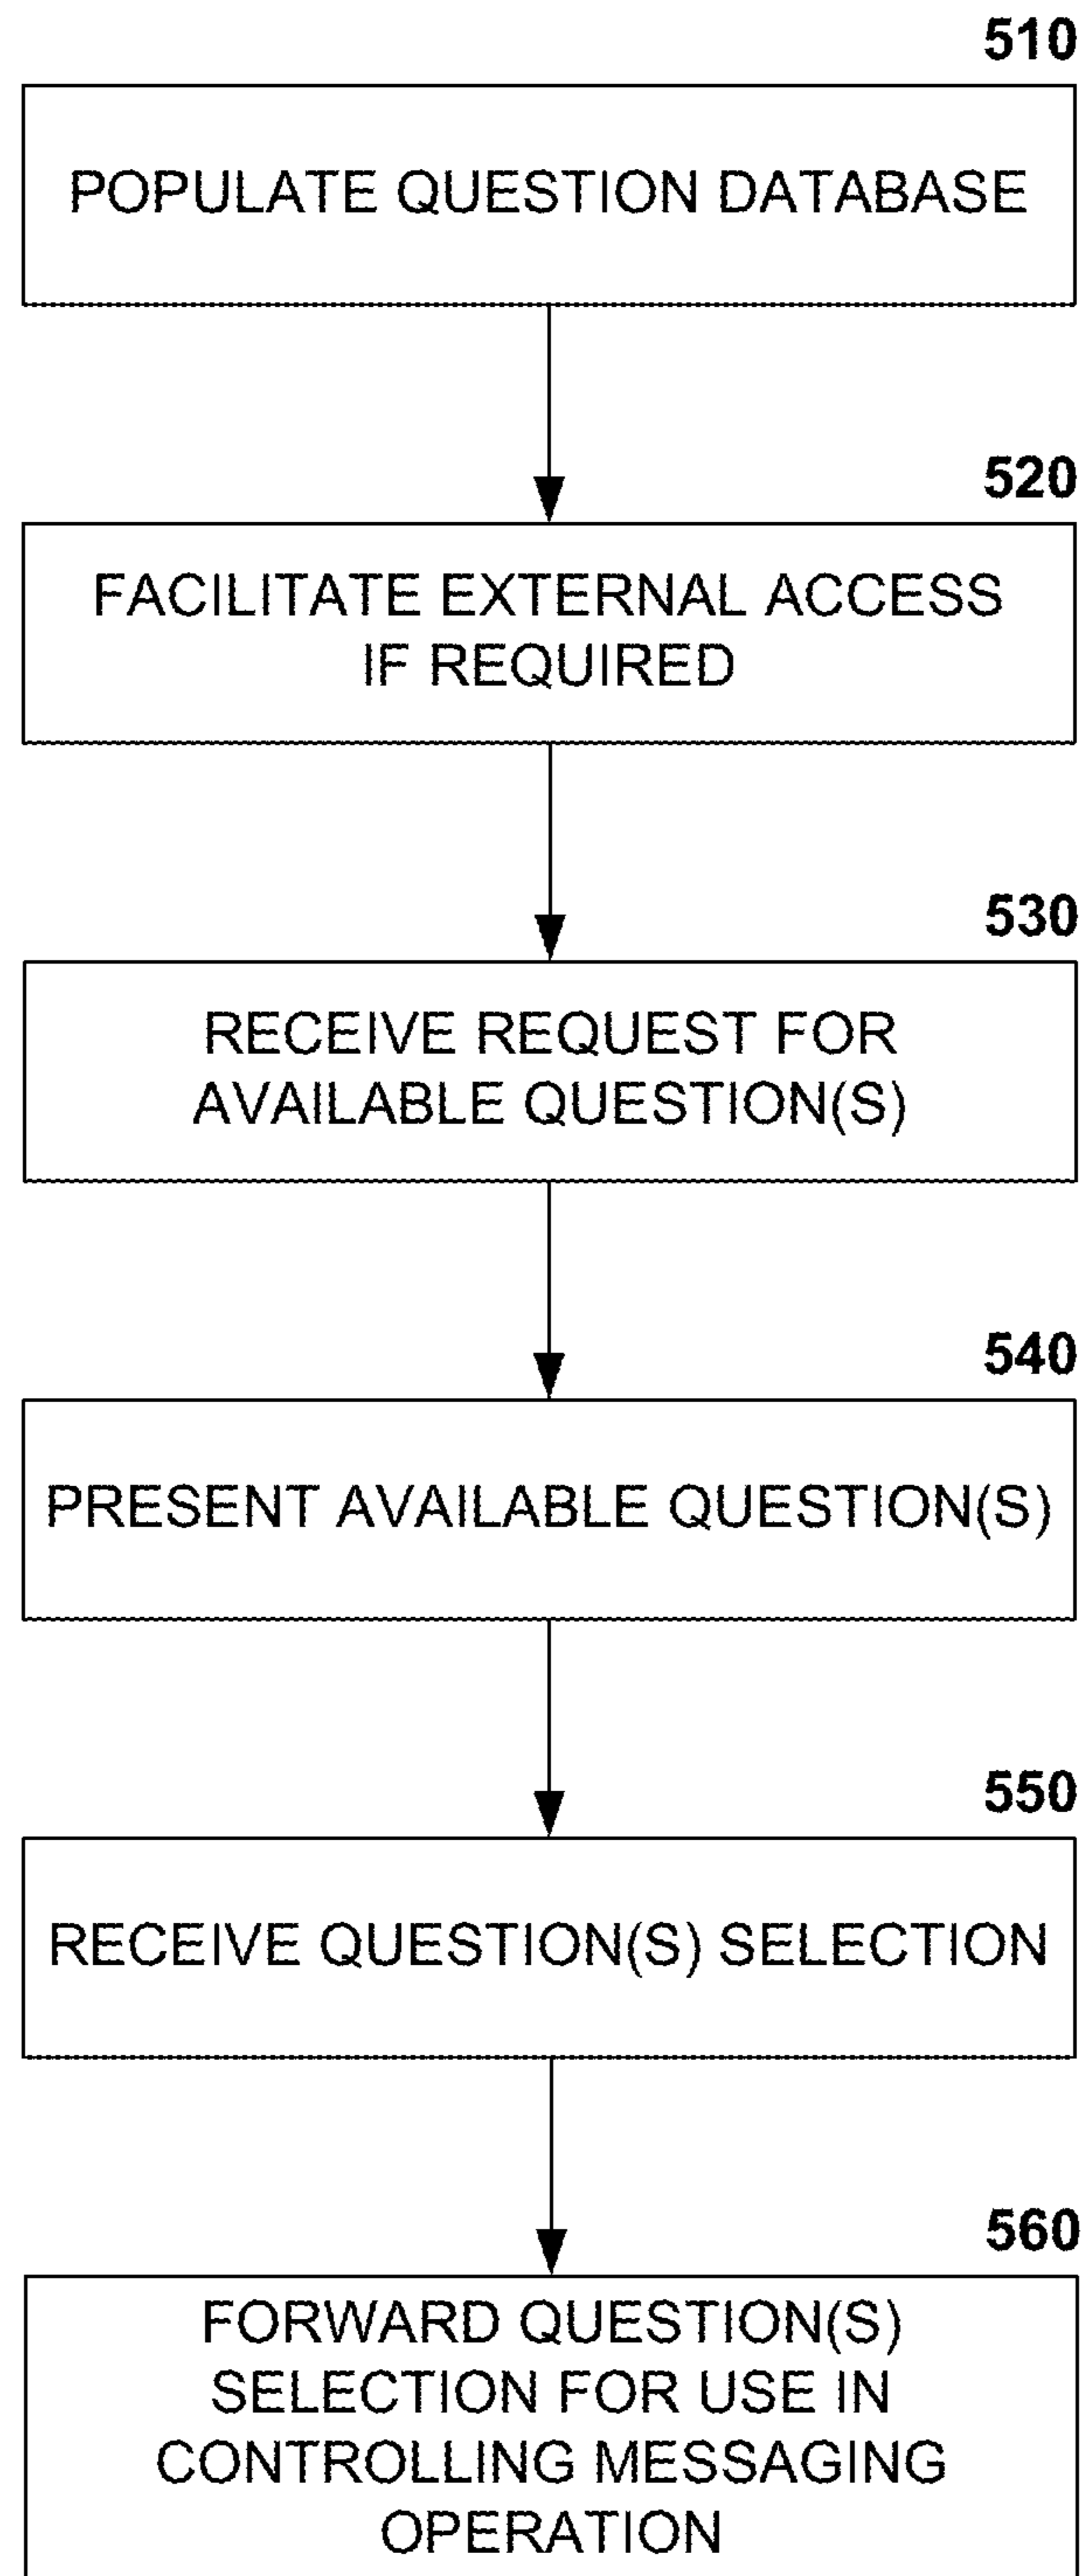 510
POPULATE QUESTION DATABASE
520
FACILITATE EXTERNAL ACCESS
IF REQUIRED
530
RECEIVE REQUEST FOR
AVAILABLE QUESTION(S)
540
PRESENT AVAILABLE QUESTION(S)
550
RECEIVE QUESTION(S) SELECTION
560
FORWARD QUESTION(S)
SELECTION FOR USE IN
CONTROLLING MESSAGING
OPERATION